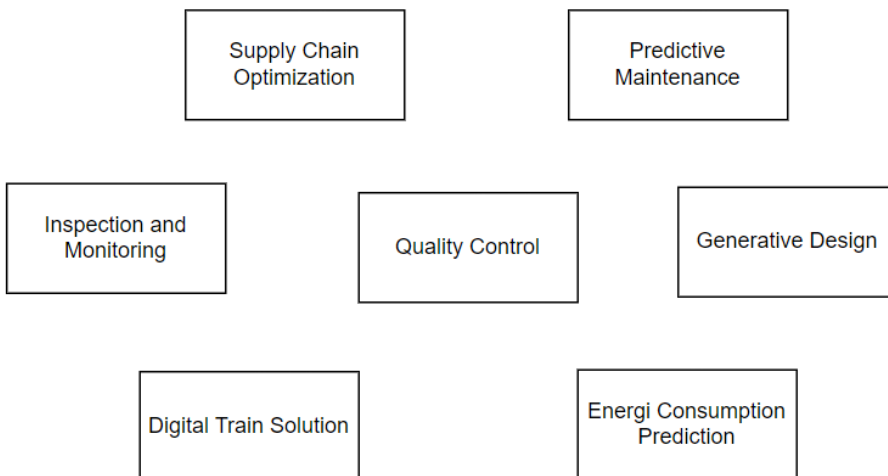 Supply Chain
Optimization
Predictive
Maintenance
Inspection and
Monitoring
Quality Control
Generative Design
Digital Train Solution
Energi Consumption
Prediction